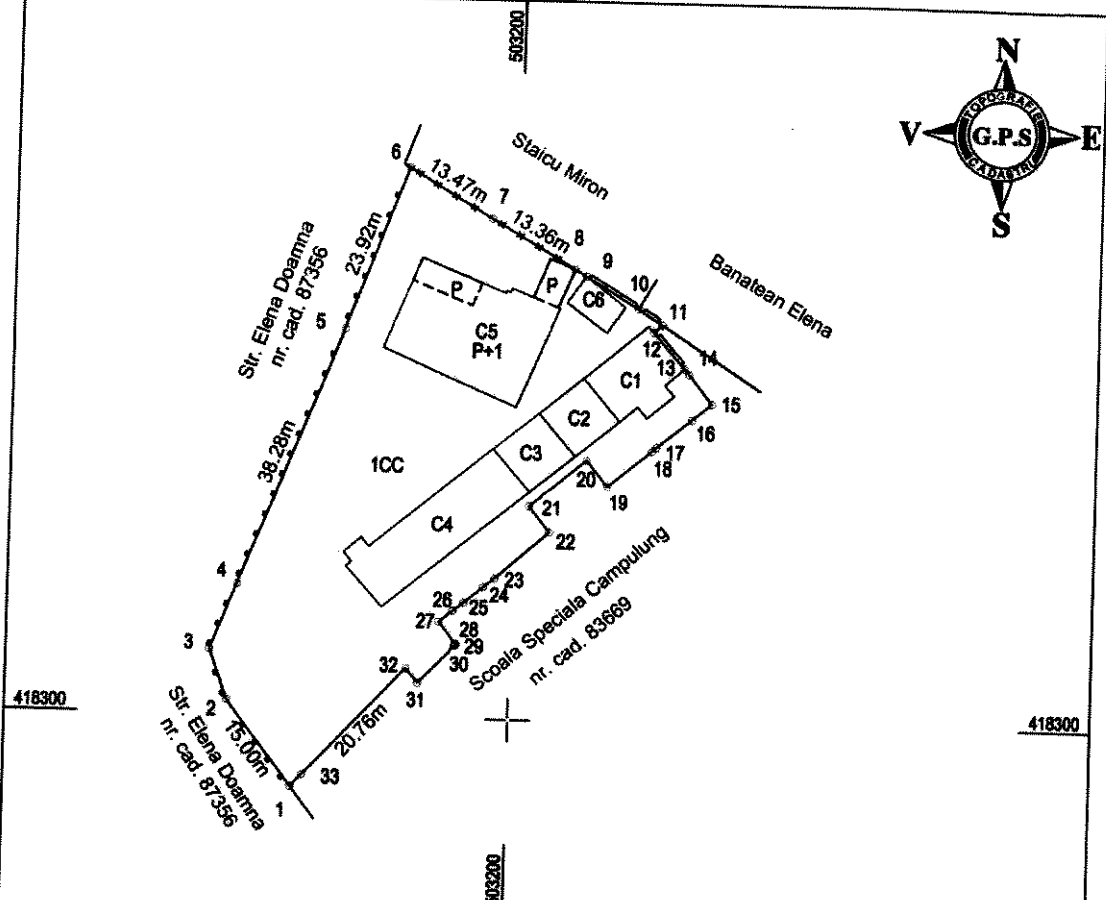 503200
N
TOPOGRAFIE
V
G.P.S
E
CADASTRU
S
6
13.47m
Staicu Miron
7
13.36m
8
9
10
Banatean Elena
11
Str. Elena Doamna
nr. cad. 87356
23.92m
5
P
P
C6
C5
P+1
12
13
14
C1
15
C2
16
17
18
C3
20
19
1CC
38.28m
21
C4
22
4
23
24
25
26
27
28
29
30
Scoala Speciala Campulung
nr. cad. 83669
3
32
31
2
418300
418300
Str. Elena Doamna
nr. cad. 87356
15.00m
20.76m
33
1
503200